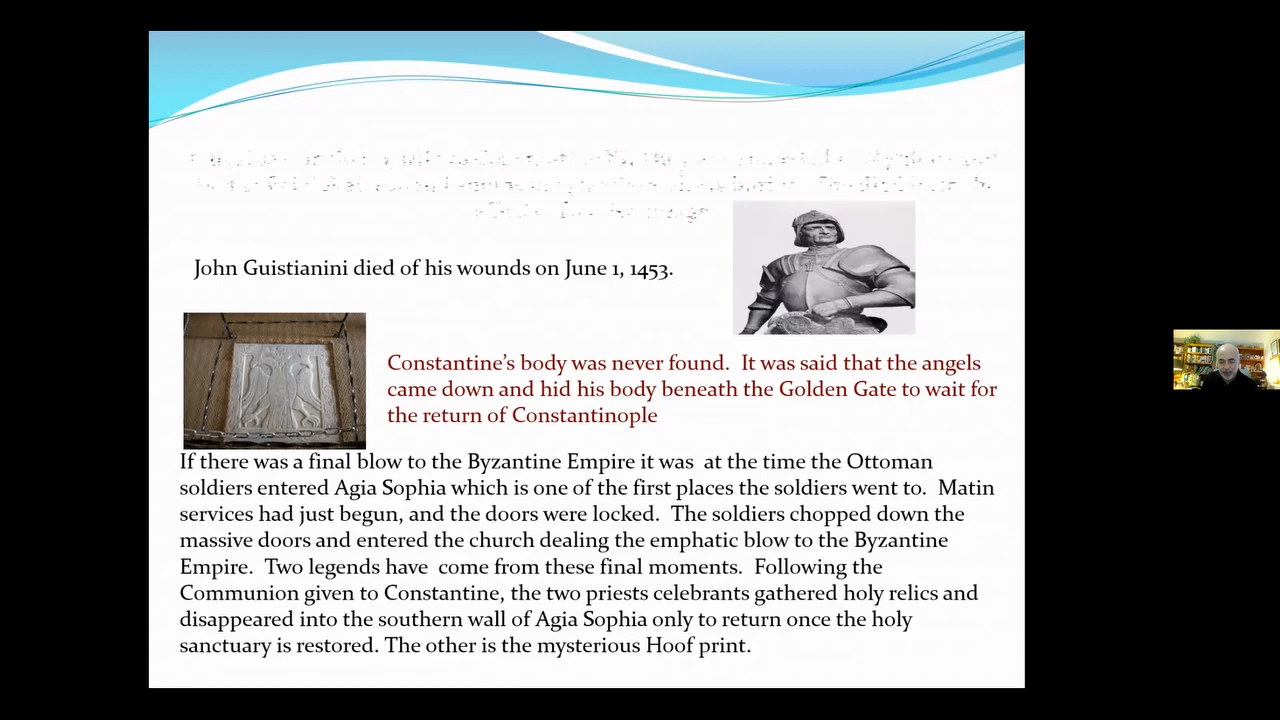 John Guistianini died of his wounds on June 1, 1453.
Constantine’s body was never found.  It was said that the angels
came down and hid his body beneath the Golden Gate to wait for
the return of Constantinople
If there was a final blow to the Byzantine Empire it was  at the time the Ottoman
soldiers entered Agia Sophia which is one of the first places the soldiers went to.  Matin
services had just begun, and the doors were locked.  The soldiers chopped down the
massive doors and entered the church dealing the emphatic blow to the Byzantine
Empire.  Two legends have  come from these final moments.  Following the
Communion given to Constantine, the two priests celebrants gathered holy relics and
disappeared into the southern wall of Agia Sophia only to return once the holy
sanctuary is restored. The other is the mysterious Hoof print.